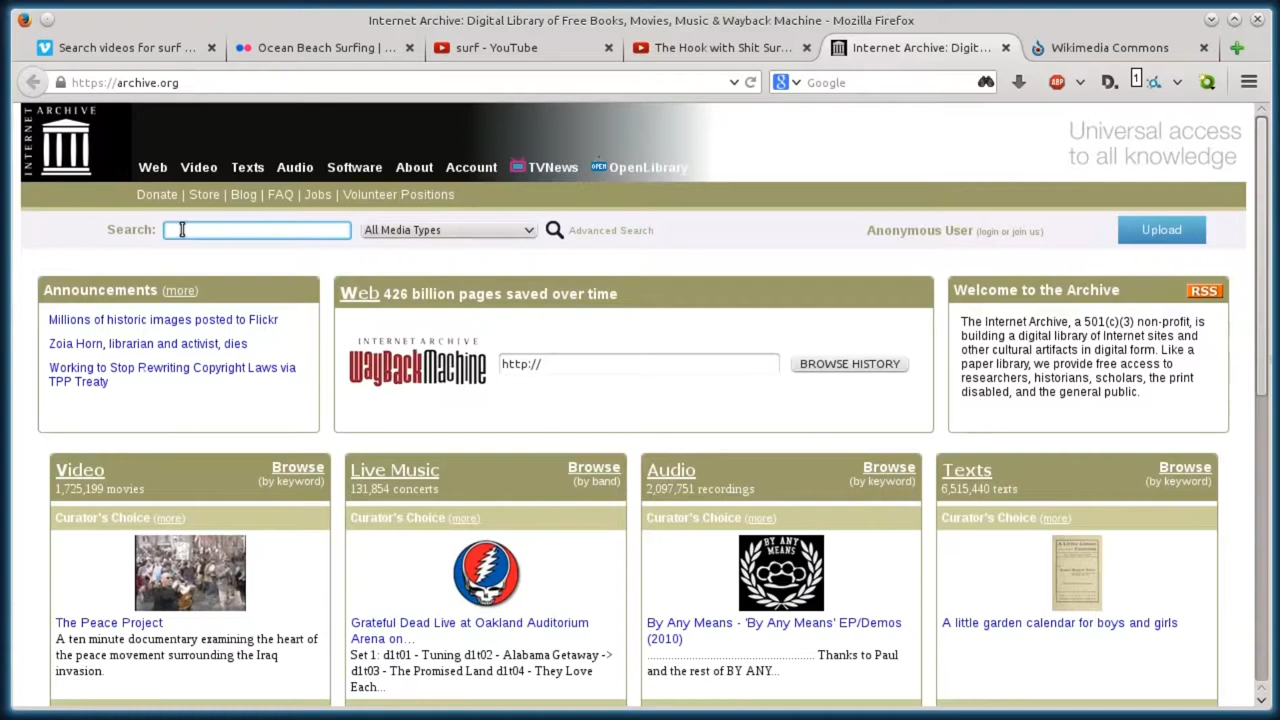 Internet Archive: Digital Library of Free Books, Movies, Music & Wayback Machine - Mozilla Firefox
Search videos for surf ...
Ocean Beach Surfing | ...
surf - YouTube
The Hook with Shit Sur...
Internet Archive: Digit...
Wikimedia Commons
https://archive.org
Google
ABP
D.
1
INTERNET ARCHIVE
Universal access
to all knowledge
Web Video Texts Audio Software About Account TVNews OPEN OpenLibrary
Donate | Store | Blog | FAQ | Jobs | Volunteer Positions
Search: All Media Types Advanced Search Anonymous User (login or join us) Upload
Announcements (more)
Millions of historic images posted to Flickr
Zoia Horn, librarian and activist, dies
Working to Stop Rewriting Copyright Laws via
TPP Treaty
Web 426 billion pages saved over time
INTERNET ARCHIVE
WayBackMachine
http://
BROWSE HISTORY
Welcome to the Archive RSS
The Internet Archive, a 501(c)(3) non-profit, is
building a digital library of Internet sites and
other cultural artifacts in digital form. Like a
paper library, we provide free access to
researchers, historians, scholars, the print
disabled, and the general public.
Video Browse
1,725,199 movies (by keyword)
Curator's Choice (more)
The Peace Project
A ten minute documentary examining the heart of
the peace movement surrounding the Iraq
invasion.
Live Music Browse
131,854 concerts (by band)
Curator's Choice (more)
Grateful Dead Live at Oakland Auditorium
Arena on...
Set 1: d1t01 - Tuning d1t02 - Alabama Getaway ->
d1t03 - The Promised Land d1t04 - They Love
Each...
Audio Browse
2,097,751 recordings (by keyword)
Curator's Choice (more)
BY ANY
MEANS
By Any Means - 'By Any Means' EP/Demos
(2010)
...................................................... Thanks to Paul
and the rest of BY ANY...
Texts Browse
6,515,440 texts (by keyword)
Curator's Choice (more)
A little garden calendar for boys and girls